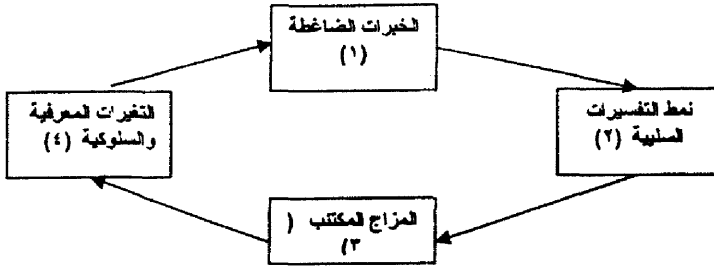 الخبرات الضاغطة
(١)
نمط التفسيرات
السلبية (٢)
المزاج المكتئب (
٣)
التغيرات المعرفية
والسلوكية (٤)